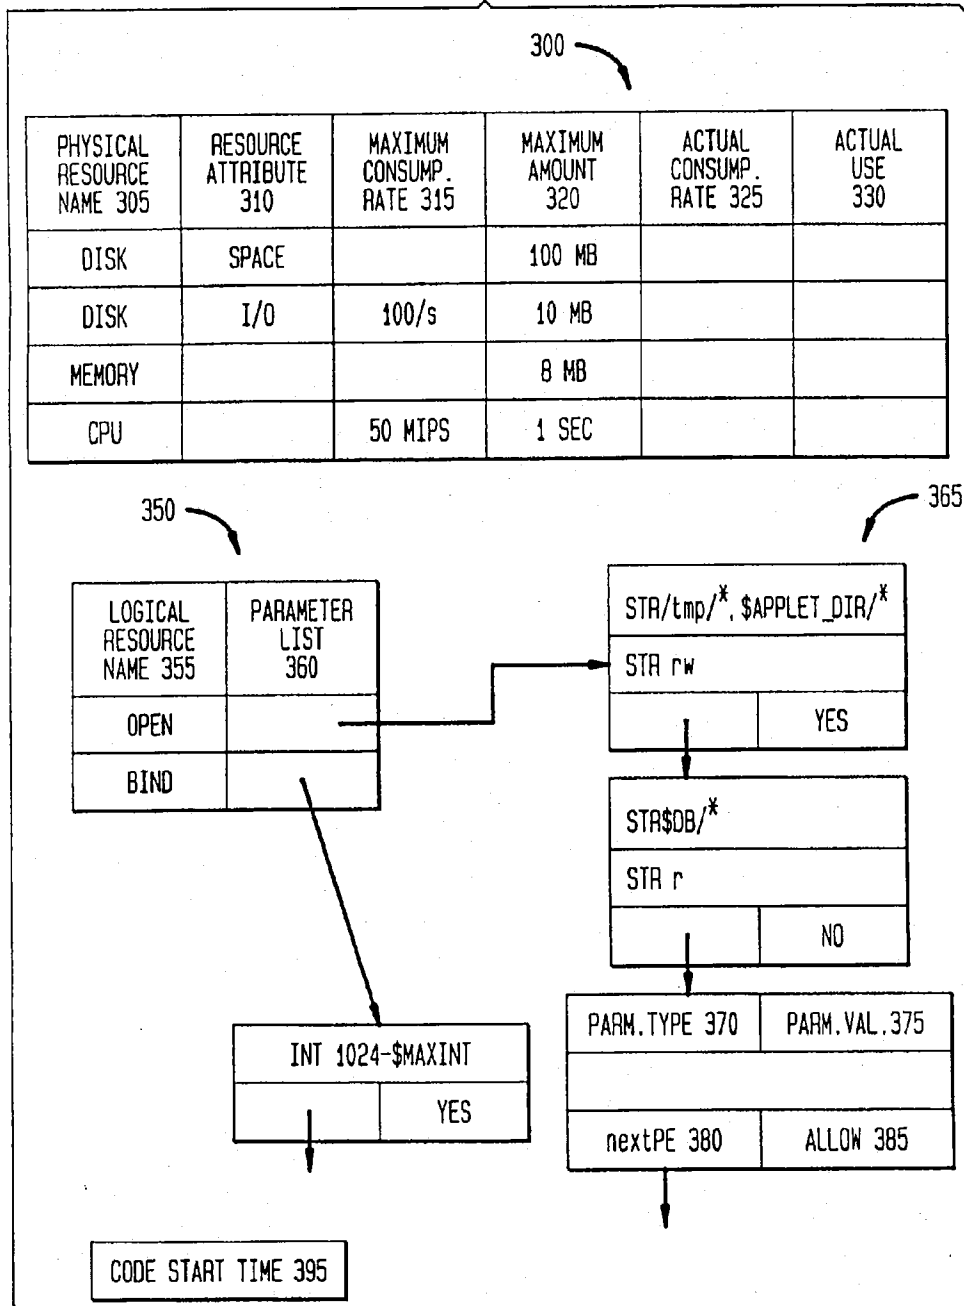 300
PHYSICAL RESOURCE NAME 305
RESOURCE ATTRIBUTE 310
MAXIMUM CONSUMP. RATE 315
MAXIMUM AMOUNT 320
ACTUAL CONSUMP. RATE 325
ACTUAL USE 330
DISK SPACE 100 MB
DISK I/O 100/s 10 MB
MEMORY 8 MB
CPU 50 MIPS 1 SEC
350
365
LOGICAL RESOURCE NAME 355
PARAMETER LIST 360
OPEN
BIND
STR/tmp/*, $APPLET_DIR/*
STR rw
YES
STR$DB/*
STR r
NO
INT 1024-$MAXINT
YES
PARM.TYPE 370 PARM.VAL.375
nextPE 380 ALLOW 385
CODE START TIME 395